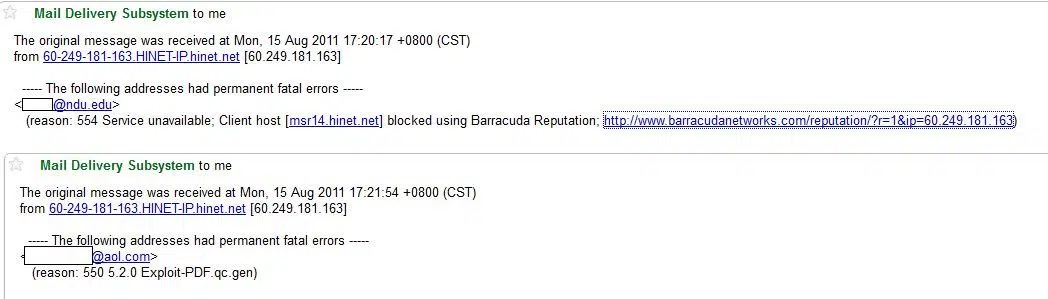 Mail Delivery Subsystem to me
The original message was received at Mon, 15 Aug 2011 17:20:17 +0800 (CST)
from 60-249-181-163.HINET-IP.hinet.net [60.249.181.163]
----- The following addresses had permanent fatal errors -----
< @ndu.edu>
(reason: 554 Service unavailable; Client host [msr14.hinet.net] blocked using Barracuda Reputation; http://www.barracudanetworks.com/reputation/?r=1&ip=60.249.181.163)
Mail Delivery Subsystem to me
The original message was received at Mon, 15 Aug 2011 17:21:54 +0800 (CST)
from 60-249-181-163.HINET-IP.hinet.net [60.249.181.163]
----- The following addresses had permanent fatal errors -----
< @aol.com>
(reason: 550 5.2.0 Exploit-PDF.qc.gen)